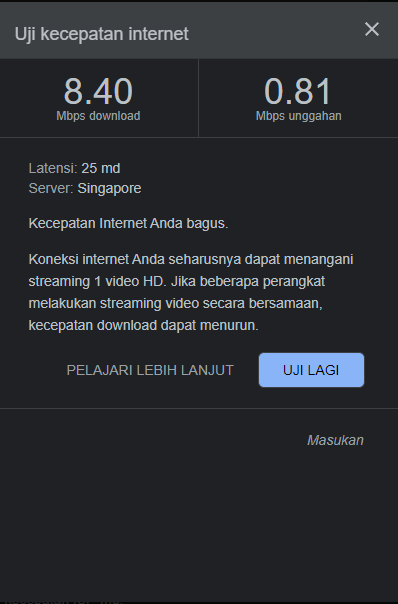 Uji kecepatan internet
8.40
Mbps download
0.81
Mbps unggahan
Latensi: 25 md
Server: Singapore
Kecepatan Internet Anda bagus.
Koneksi internet Anda seharusnya dapat menangani
streaming 1 video HD. Jika beberapa perangkat
melakukan streaming video secara bersamaan,
kecepatan download dapat menurun.
PELAJARI LEBIH LANJUT
UJI LAGI
Masukan